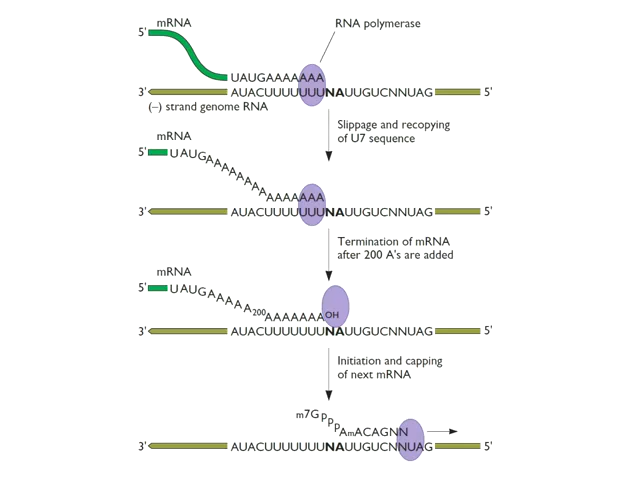 mRNA
RNA polymerase
5'
UAUGAAAAAAA
3' AUACUUUUUUUNAUUGUCNNUAG 5'
(–) strand genome RNA
Slippage and recopying
of U7 sequence
mRNA
5' UAUGAAAAAAAAAAAAAAA
3' AUACUUUUUUUNAUUGUCNNUAG 5'
Termination of mRNA
after 200 A's are added
mRNA
5' UAUGAAAAA200AAAAAAAOH
3' AUACUUUUUUUNAUUGUCNNUAG 5'
Initiation and capping
of next mRNA
m7GpppAmACAGNN
3' AUACUUUUUUUNAUUGUCNNUAG 5'